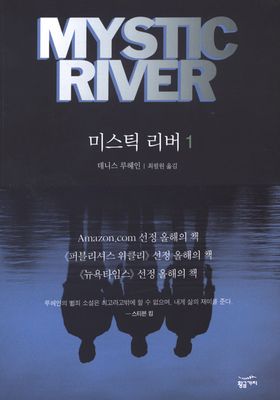 MYSTIC
RIVER
미스틱 리버 1
데니스 루헤인 | 최필원 옮김
Amazon.com 선정 올해의 책
《퍼블리셔스 위클리》 선정 올해의 책
《뉴욕타임스》 선정 올해의 책
루헤인의 범죄 소설은 최고라고밖에 할 수 없으며, 내게 삶의 재미를 준다.
—스티븐 킹
황금가지